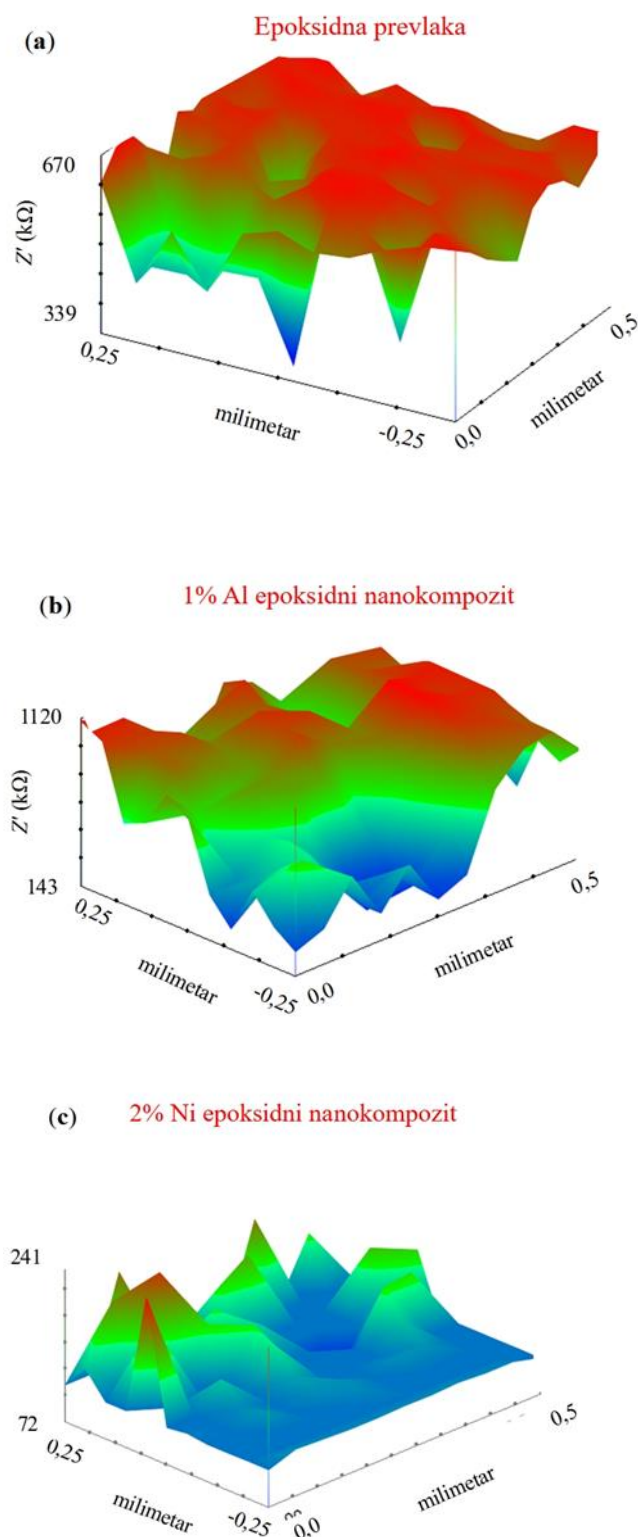 (a)
Epoksidna prevlaka
670
Z' (kΩ)
339
0,25
milimetar
-0,25
0,0
milimetar
0,5
(b)
1% Al epoksidni nanokompozit
1120
Z' (kΩ)
143
0,25
milimetar
-0,25
0,0
milimetar
0,5
(c)
2% Ni epoksidni nanokompozit
241
72
0,25
milimetar
-0,25
0,0
milimetar
0,5